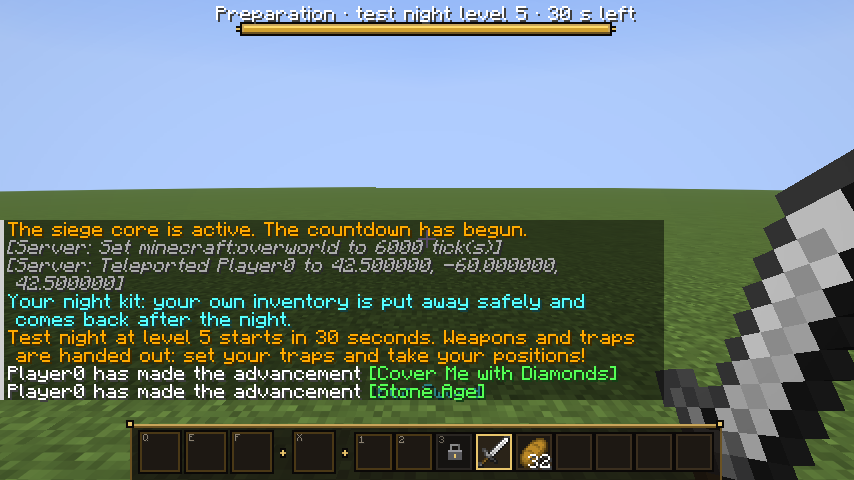 Preparation · test night level 5 · 30 s left
The siege core is active. The countdown has begun.
[Server: Set minecraft:overworld to 6000 tick(s)]
[Server: Teleported Player0 to 42.500000, -60.000000,
42.500000]
Your night kit: your own inventory is put away safely and
comes back after the night.
Test night at level 5 starts in 30 seconds. Weapons and traps
are handed out: set your traps and take your positions!
Player0 has made the advancement [Cover Me with Diamonds]
Player0 has made the advancement [Stone Age]
Q E F X 1 2 3
32